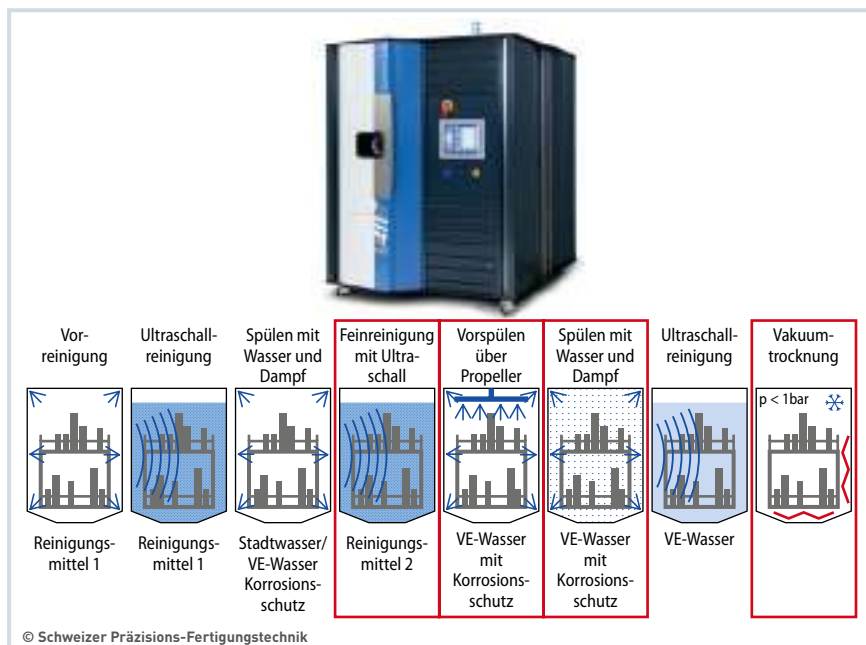 Vor-
reinigung
Ultraschall-
reinigung
Spülen mit
Wasser und
Dampf
Feinreinigung
mit Ultra-
schall
Vorspülen
über
Propeller
Spülen mit
Wasser und
Dampf
Ultraschall-
reinigung
Vakuum-
trocknung
p < 1bar
Reinigungs-
mittel 1
Reinigungs-
mittel 1
Stadtwasser/
VE-Wasser
Korrosions-
schutz
Reinigungs-
mittel 2
VE-Wasser
mit
Korrosions-
schutz
VE-Wasser
mit
Korrosions-
schutz
VE-Wasser
© Schweizer Präzisions-Fertigungstechnik